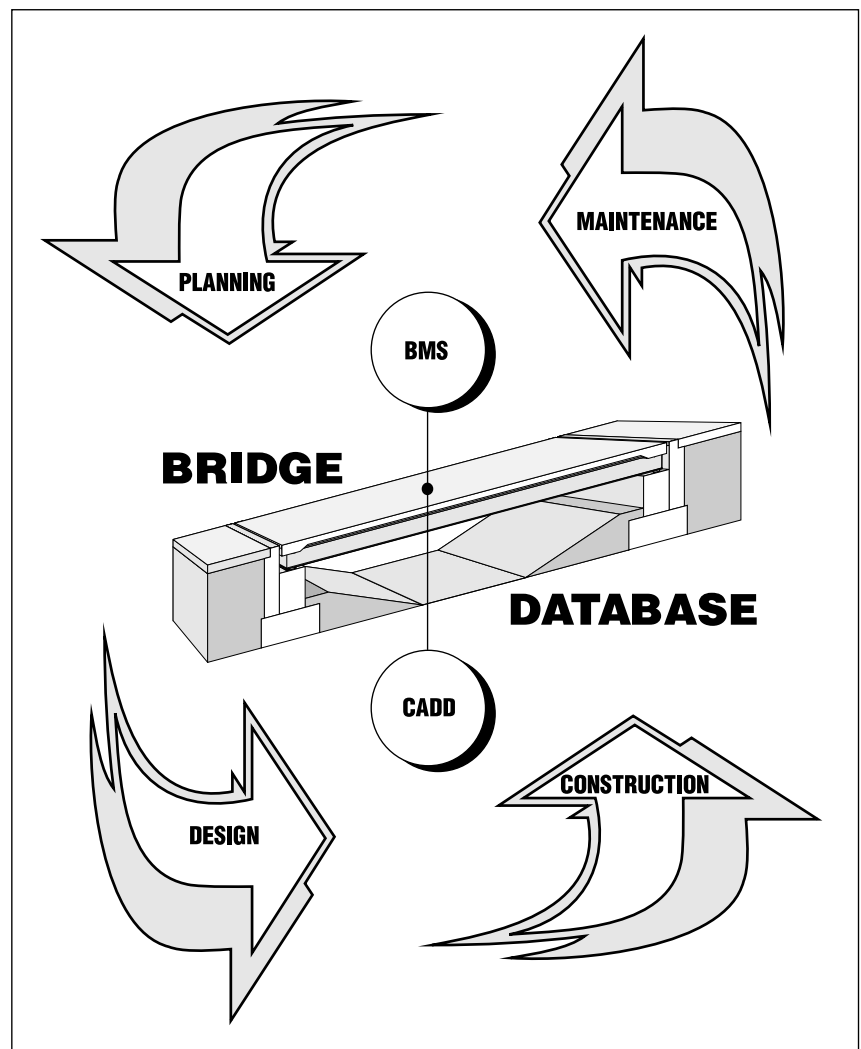 PLANNING
MAINTENANCE
BMS
BRIDGE
DATABASE
CADD
DESIGN
CONSTRUCTION